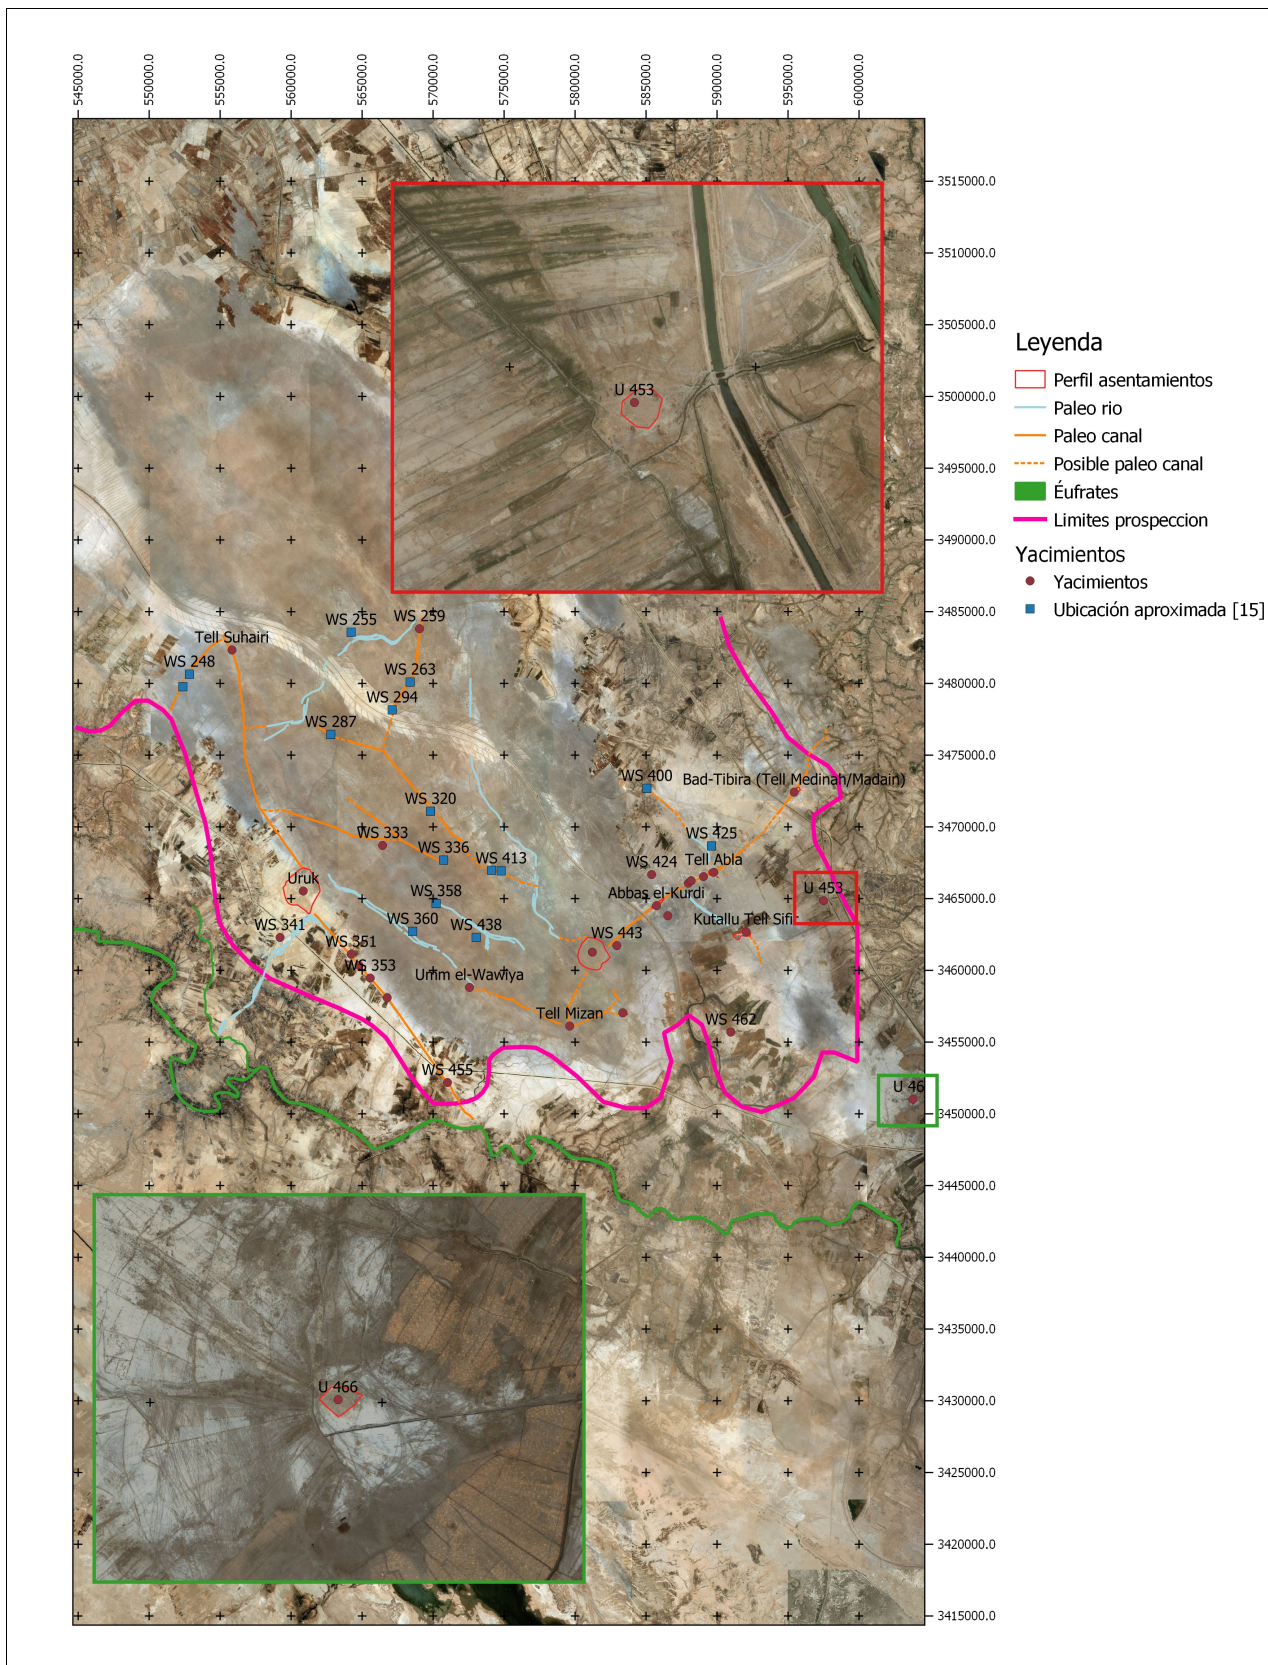 545000.0
550000.0
555000.0
560000.0
565000.0
570000.0
575000.0
580000.0
585000.0
590000.0
595000.0
600000.0
3515000.0
3510000.0
3505000.0
3500000.0
3495000.0
3490000.0
3485000.0
3480000.0
3475000.0
3470000.0
3465000.0
3460000.0
3455000.0
3450000.0
3445000.0
3440000.0
3435000.0
3430000.0
3425000.0
3420000.0
3415000.0
U 453
WS 259
WS 255
Tell Suhairi
WS 248
WS 263
WS 294
WS 287
WS 400
Bad-Tibira (Tell Medinah/Madain)
WS 320
WS 333
WS 336
WS 413
WS 425
WS 424
Tell Abla
Uruk
WS 358
Abbas el-Kurdi
U 453
WS 341
WS 360
WS 438
Kutallu Tell Sifir
WS 351
WS 443
WS 353
Umm el-Wawiya
Tell Mizan
WS 462
WS 455
U 46
U 466
Leyenda
Perfil asentamientos
Paleo rio
Paleo canal
Posible paleo canal
Éufrates
Limites prospeccion
Yacimientos
Yacimientos
Ubicación aproximada [15]